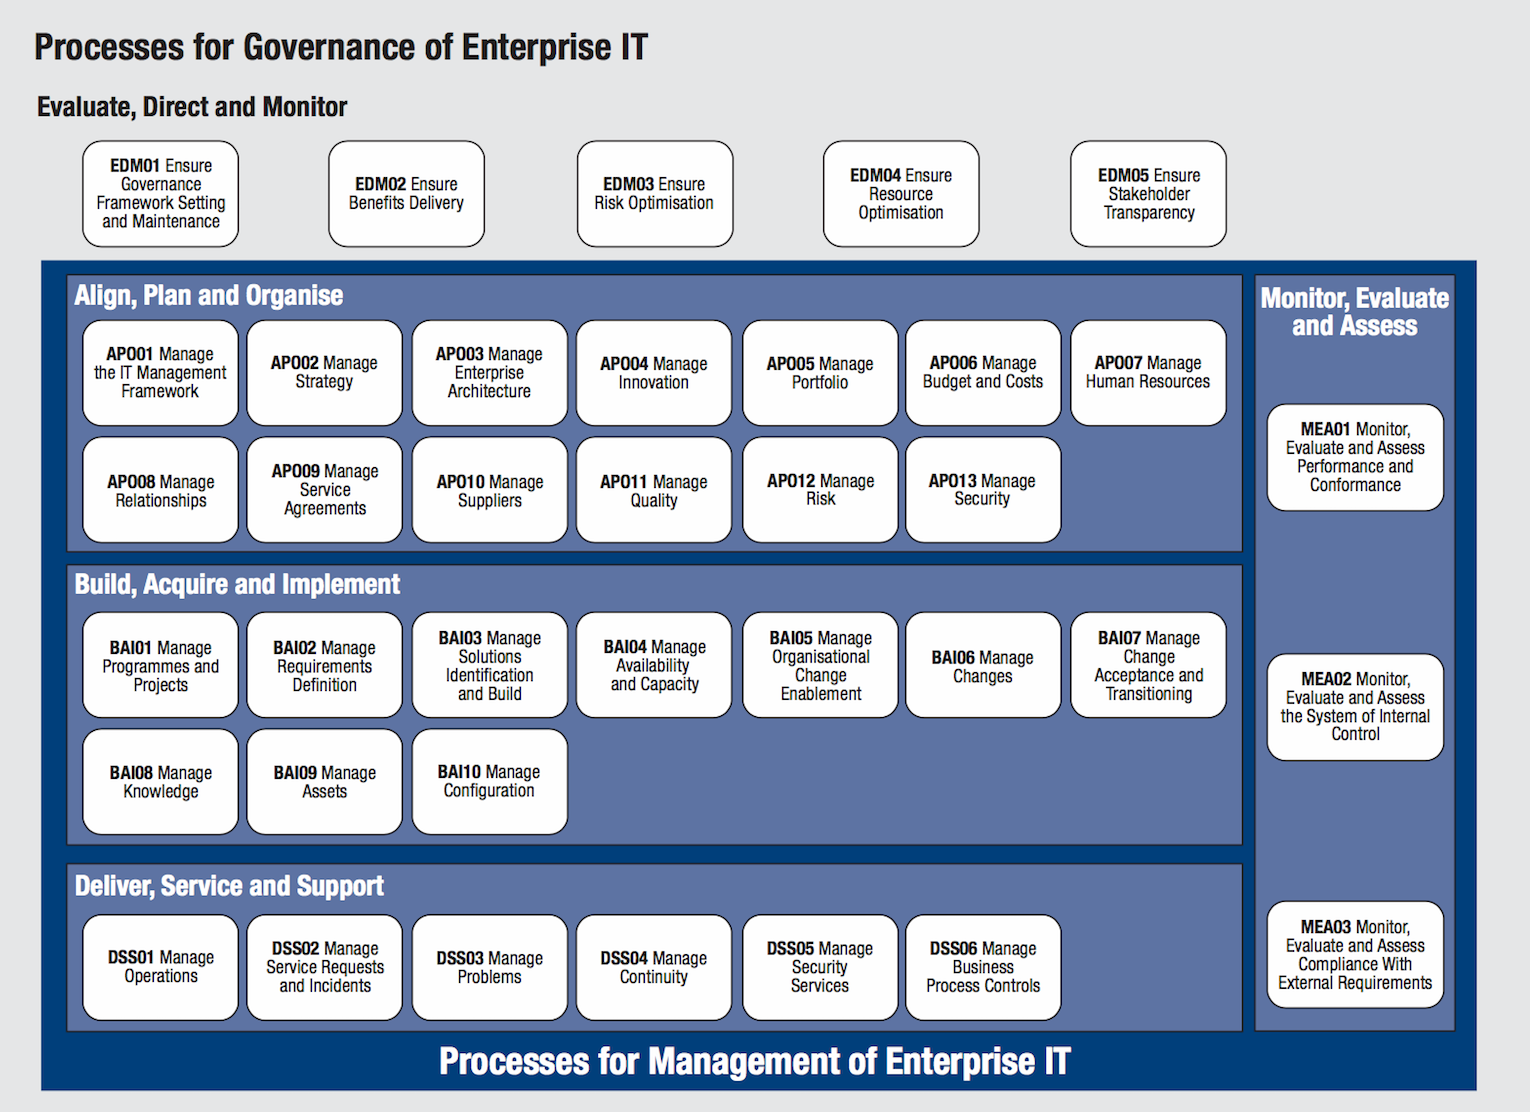 Processes for Governance of Enterprise IT
Evaluate, Direct and Monitor
EDM01 Ensure
Governance
Framework Setting
and Maintenance
EDM02 Ensure
Benefits Delivery
EDM03 Ensure
Risk Optimisation
EDM04 Ensure
Resource
Optimisation
EDM05 Ensure
Stakeholder
Transparency
Align, Plan and Organise
APO01 Manage
the IT Management
Framework
APO02 Manage
Strategy
APO03 Manage
Enterprise
Architecture
APO04 Manage
Innovation
APO05 Manage
Portfolio
APO06 Manage
Budget and Costs
APO07 Manage
Human Resources
APO08 Manage
Relationships
APO09 Manage
Service
Agreements
APO10 Manage
Suppliers
APO11 Manage
Quality
APO12 Manage
Risk
APO13 Manage
Security
Build, Acquire and Implement
BAI01 Manage
Programmes and
Projects
BAI02 Manage
Requirements
Definition
BAI03 Manage
Solutions
Identification
and Build
BAI04 Manage
Availability
and Capacity
BAI05 Manage
Organisational
Change
Enablement
BAI06 Manage
Changes
BAI07 Manage
Change
Acceptance and
Transitioning
BAI08 Manage
Knowledge
BAI09 Manage
Assets
BAI10 Manage
Configuration
Deliver, Service and Support
DSS01 Manage
Operations
DSS02 Manage
Service Requests
and Incidents
DSS03 Manage
Problems
DSS04 Manage
Continuity
DSS05 Manage
Security
Services
DSS06 Manage
Business
Process Controls
Monitor, Evaluate
and Assess
MEA01 Monitor,
Evaluate and Assess
Performance and
Conformance
MEA02 Monitor,
Evaluate and Assess
the System of Internal
Control
MEA03 Monitor,
Evaluate and Assess
Compliance With
External Requirements
Processes for Management of Enterprise IT